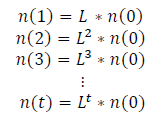 n(1) = L * n(0)
n(2) = L² * n(0)
n(3) = L³ * n(0)
⋮
n(t) = Lᵗ * n(0)